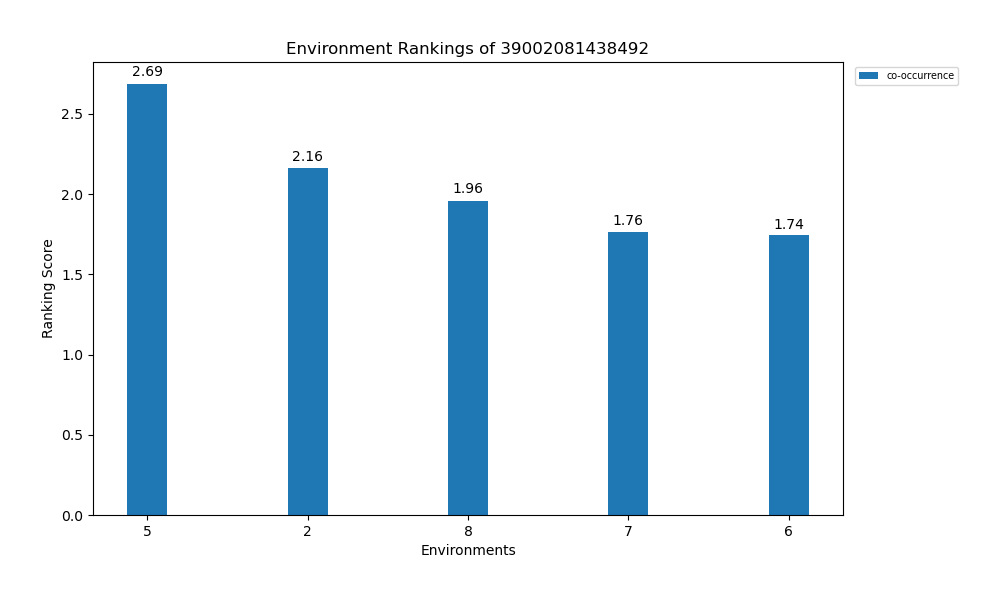 Environment Rankings of 39002081438492
co-occurrence
2.69
2.16
1.96
1.76
1.74
2.5
2.0
1.5
1.0
0.5
0.0
Ranking Score
5 2 8 7 6
Environments